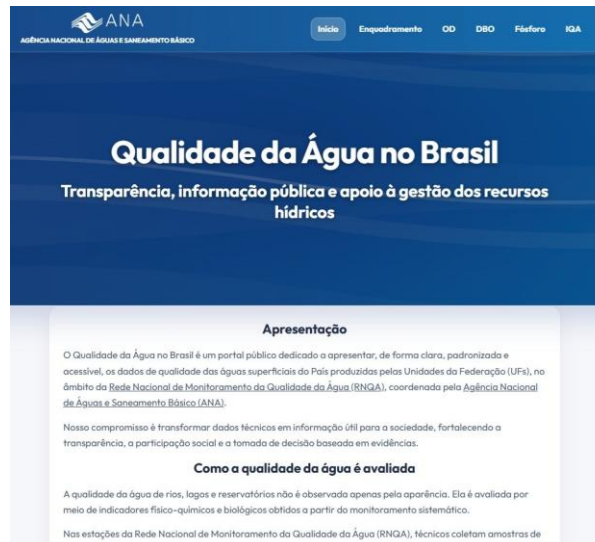 ANA
AGÊNCIA NACIONAL DE ÁGUAS E SANEAMENTO BÁSICO
Início Enquadramento OD DBO Fósforo IQA
Qualidade da Água no Brasil
Transparência, informação pública e apoio à gestão dos recursos
hídricos
Apresentação
O Qualidade da Água no Brasil é um portal público dedicado a apresentar, de forma clara, padronizada e
acessível, os dados de qualidade das águas superficiais do País produzidas pelas Unidades da Federação (UFs), no
âmbito da Rede Nacional de Monitoramento da Qualidade da Água (RNQA), coordenada pela Agência Nacional
de Águas e Saneamento Básico (ANA).
Nosso compromisso é transformar dados técnicos em informação útil para a sociedade, fortalecendo a
transparência, a participação social e a tomada de decisão baseada em evidências.
Como a qualidade da água é avaliada
A qualidade da água de rios, lagos e reservatórios não é observada apenas pela aparência. Ela é avaliada por
meio de indicadores físico-químicos e biológicos obtidos a partir do monitoramento sistemático.
Nas estações da Rede Nacional de Monitoramento da Qualidade da Água (RNQA), técnicos coletam amostras de